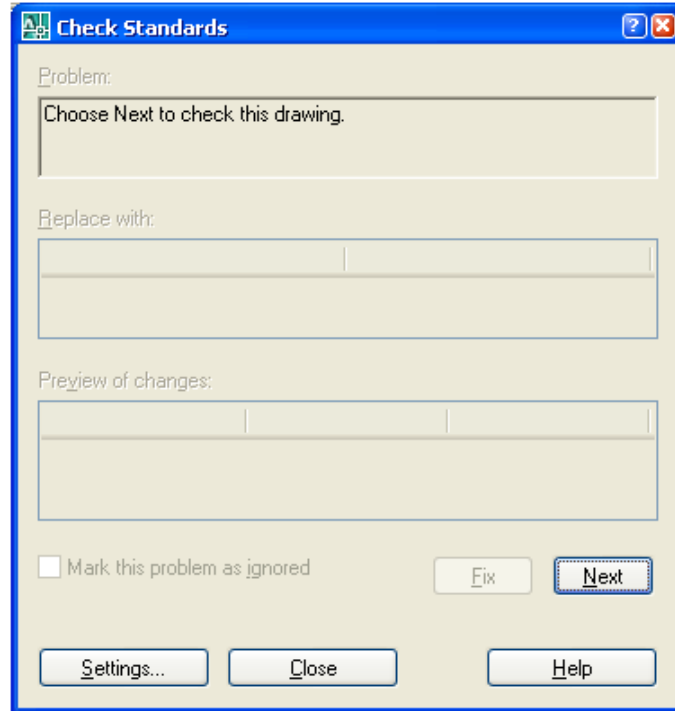 Check Standards
Problem:
Choose Next to check this drawing.
Replace with:
Preview of changes:
Mark this problem as ignored
Fix
Next
Settings...
Close
Help